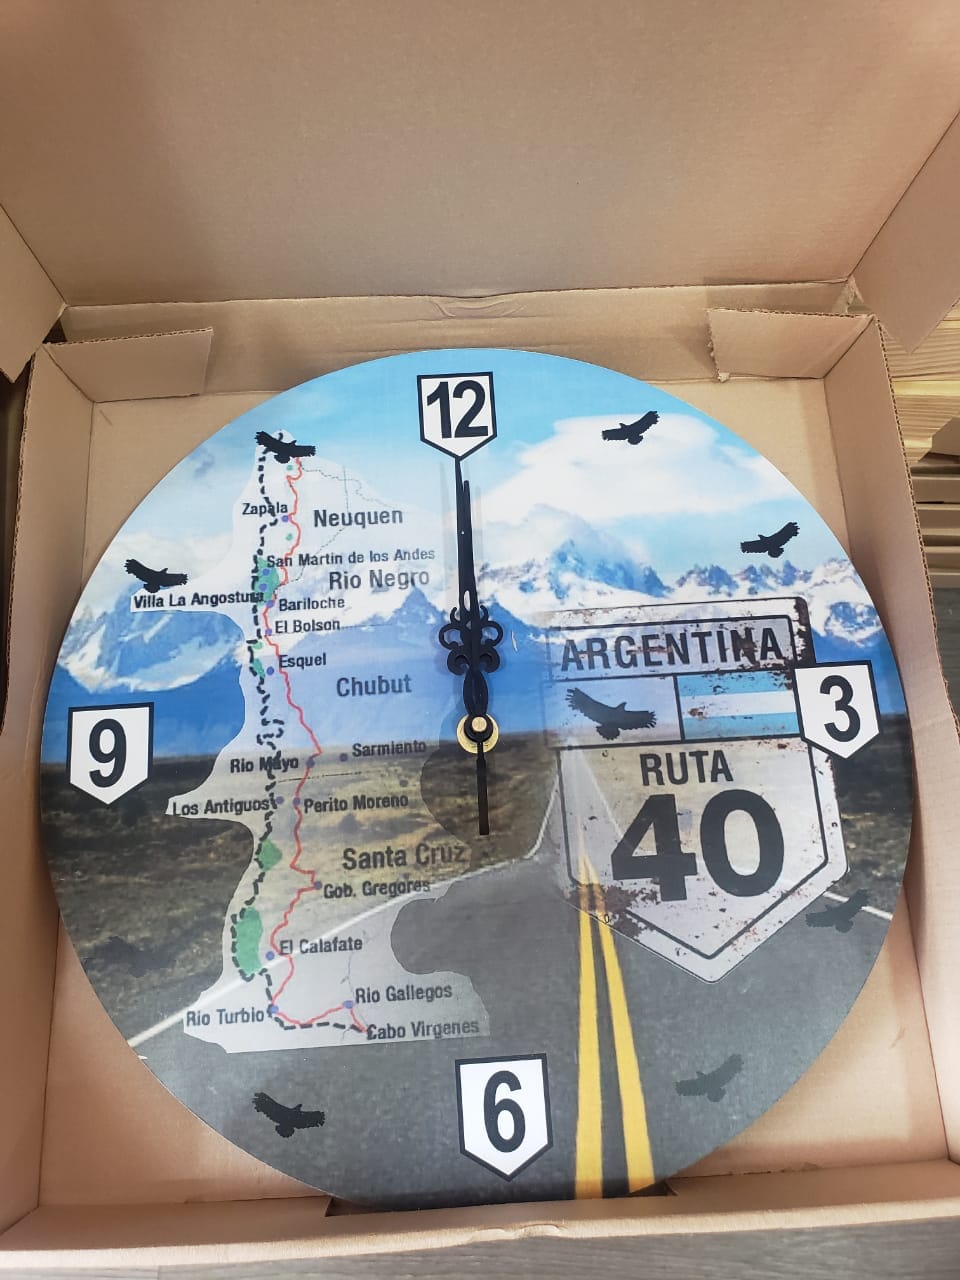 12
Zapala
Neuquen
San Martin de los Andes
Rio Negro
Villa La Angostura
Bariloche
El Bolson
Esquel
Chubut
ARGENTINA
3
9
Sarmiento
Rio Mayo
RUTA
40
Los Antiguos
Perito Moreno
Santa Cruz
Gob. Gregores
El Calafate
Rio Gallegos
Rio Turbio
Cabo Virgenes
6